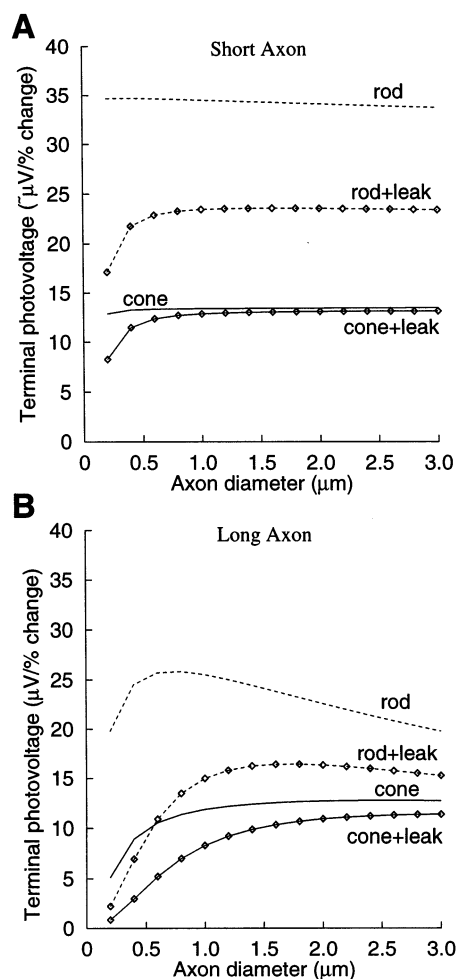 A
Short Axon
40
35
30
25
20
15
10
5
0
Terminal photovoltage (˜μV/% change)
rod
rod+leak
cone
cone+leak
0 0.5 1.0 1.5 2.0 2.5 3.0
Axon diameter (μm)
B
Long Axon
40
35
30
25
20
15
10
5
0
Terminal photovoltage (μV/% change)
rod
rod+leak
cone
cone+leak
0 0.5 1.0 1.5 2.0 2.5 3.0
Axon diameter (μm)